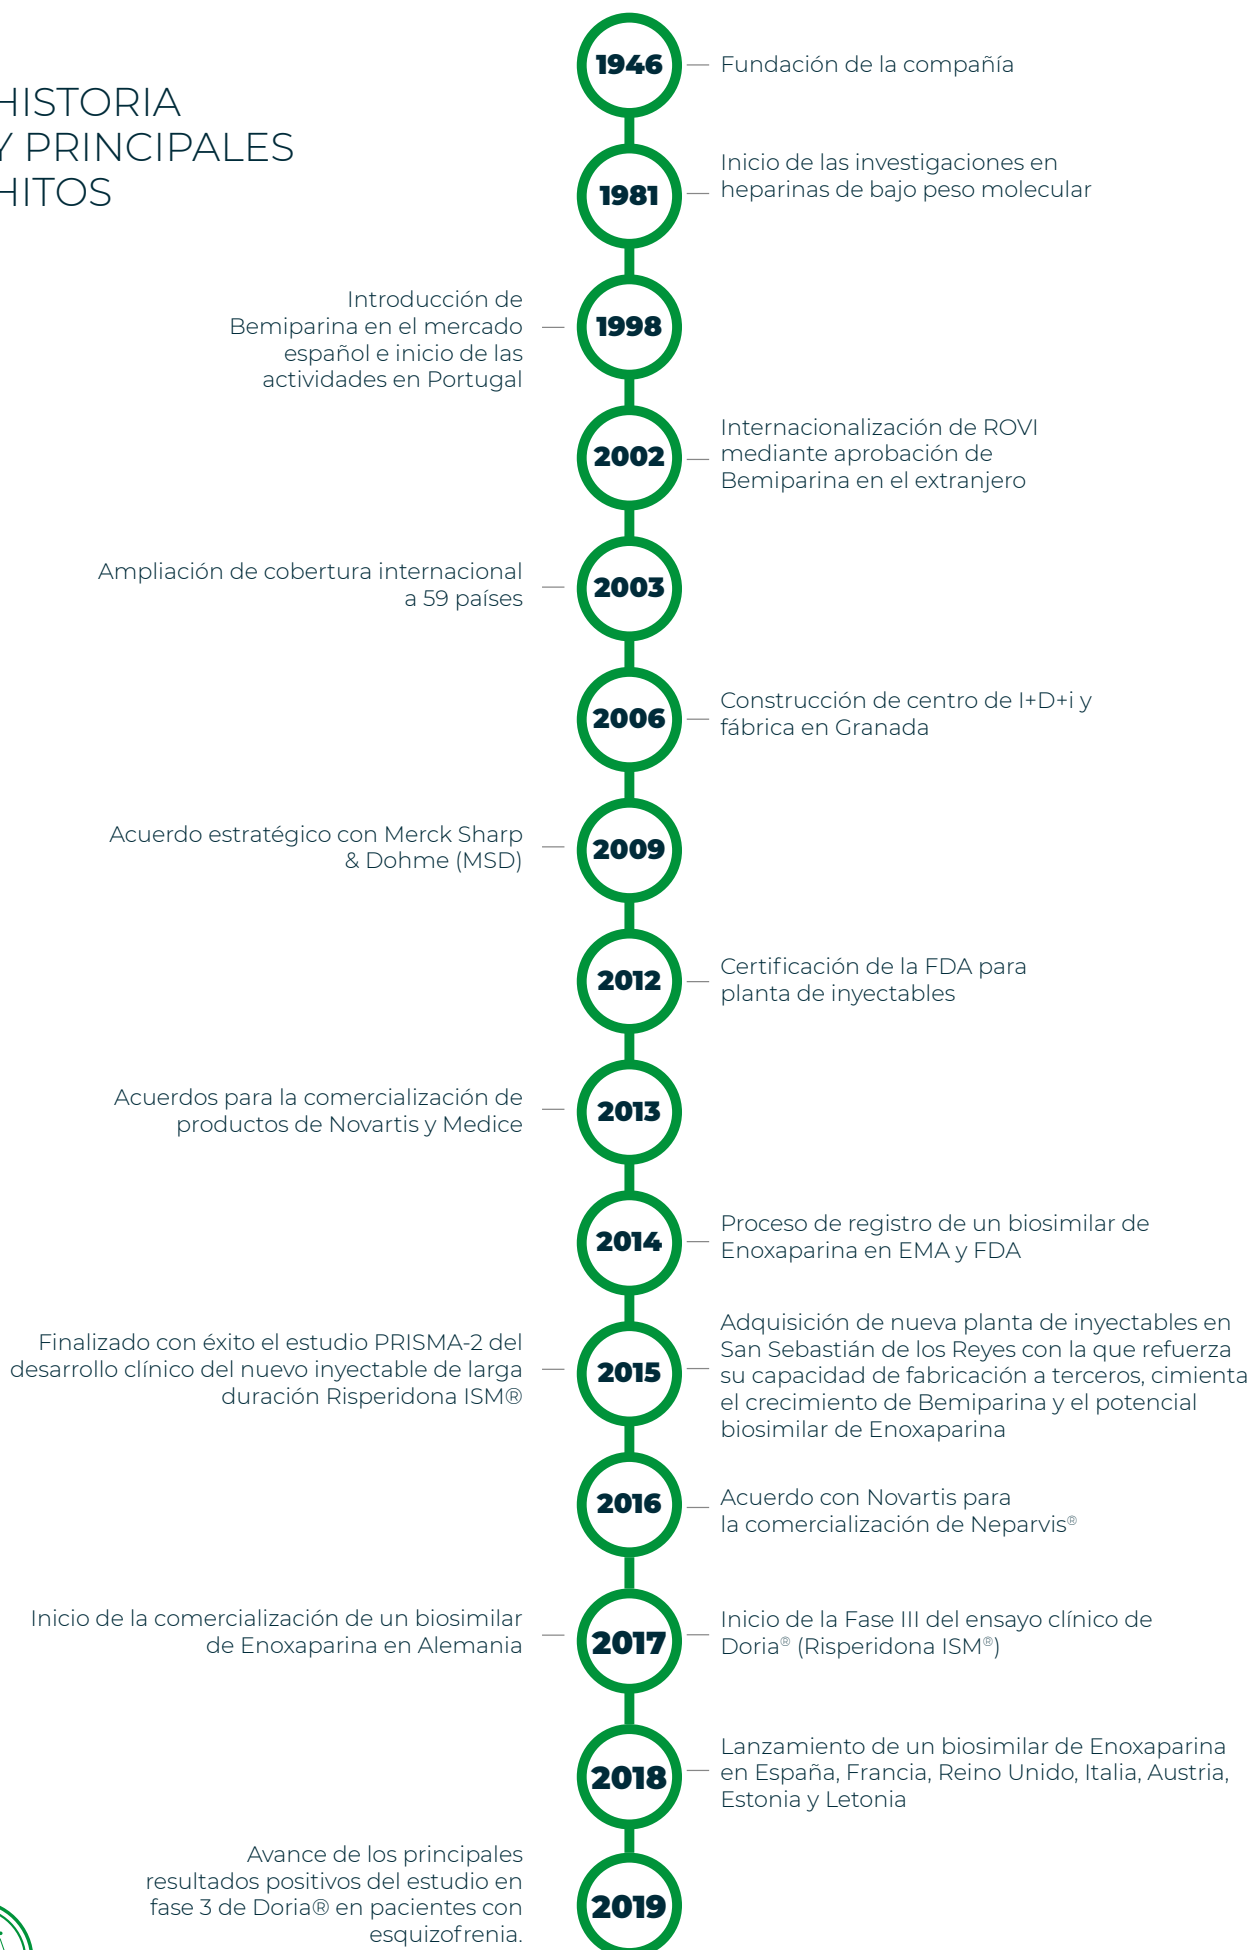 1946
Fundación de la compañía
HISTORIA
Y PRINCIPALES
HITOS
1981
Inicio de las investigaciones en
heparinas de bajo peso molecular
Introducción de
Bemiparina en el mercado
español e inicio de las
actividades en Portugal
1998
2002
Internacionalización de ROVI
mediante aprobación de
Bemiparina en el extranjero
Ampliación de cobertura internacional
a 59 países
2003
2006
Construcción de centro de I+D+i y
fábrica en Granada
Acuerdo estratégico con Merck Sharp
& Dohme (MSD)
2009
2012
Certificación de la FDA para
planta de inyectables
Acuerdos para la comercialización de
productos de Novartis y Medice
2013
2014
Proceso de registro de un biosimilar de
Enoxaparina en EMA y FDA
Finalizado con éxito el estudio PRISMA-2 del
desarrollo clínico del nuevo inyectable de larga
duración Risperidona ISM®
2015
Adquisición de nueva planta de inyectables en
San Sebastián de los Reyes con la que refuerza
su capacidad de fabricación a terceros, cimienta
el crecimiento de Bemiparina y el potencial
biosimilar de Enoxaparina
2016
Acuerdo con Novartis para
la comercialización de Neparvis®
Inicio de la comercialización de un biosimilar
de Enoxaparina en Alemania
2017
Inicio de la Fase III del ensayo clínico de
Doria® (Risperidona ISM®)
2018
Lanzamiento de un biosimilar de Enoxaparina
en España, Francia, Reino Unido, Italia, Austria,
Estonia y Letonia
Avance de los principales
resultados positivos del estudio en
fase 3 de Doria® en pacientes con
esquizofrenia.
2019